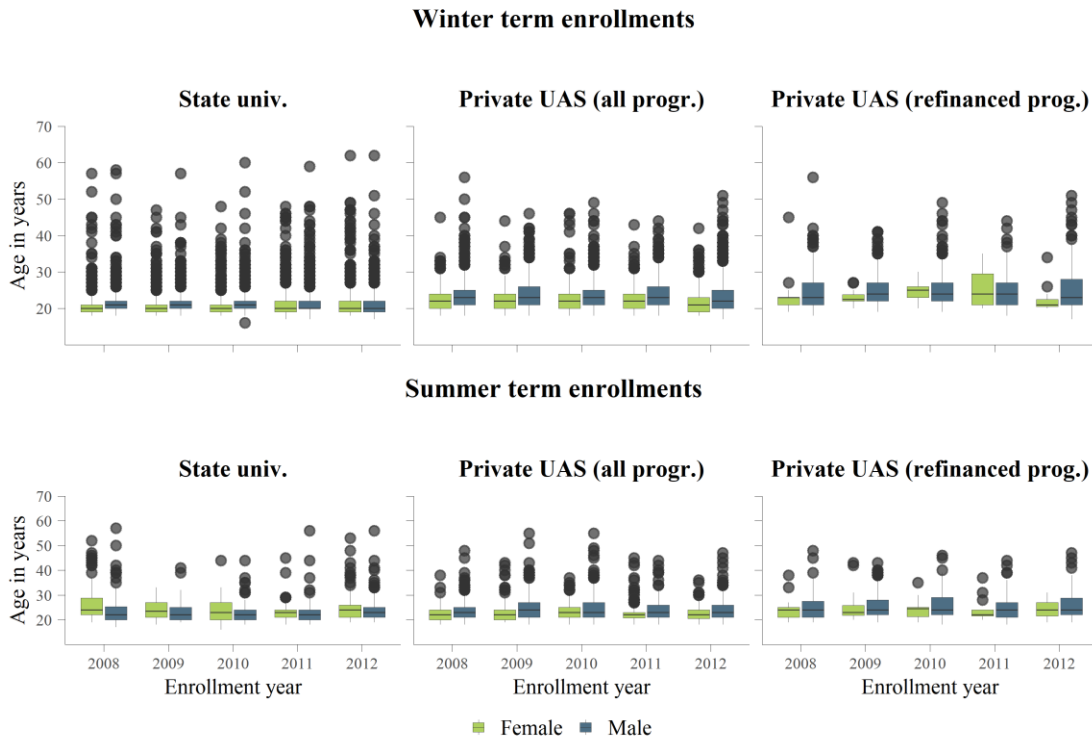 Winter term enrollments
State univ.
Private UAS (all progr.)
Private UAS (refinanced prog.)
Age in years
70
60
50
40
30
20
Summer term enrollments
State univ.
Private UAS (all progr.)
Private UAS (refinanced prog.)
Age in years
70
60
50
40
30
20
2008 2009 2010 2011 2012
2008 2009 2010 2011 2012
2008 2009 2010 2011 2012
Enrollment year
Enrollment year
Enrollment year
Female Male